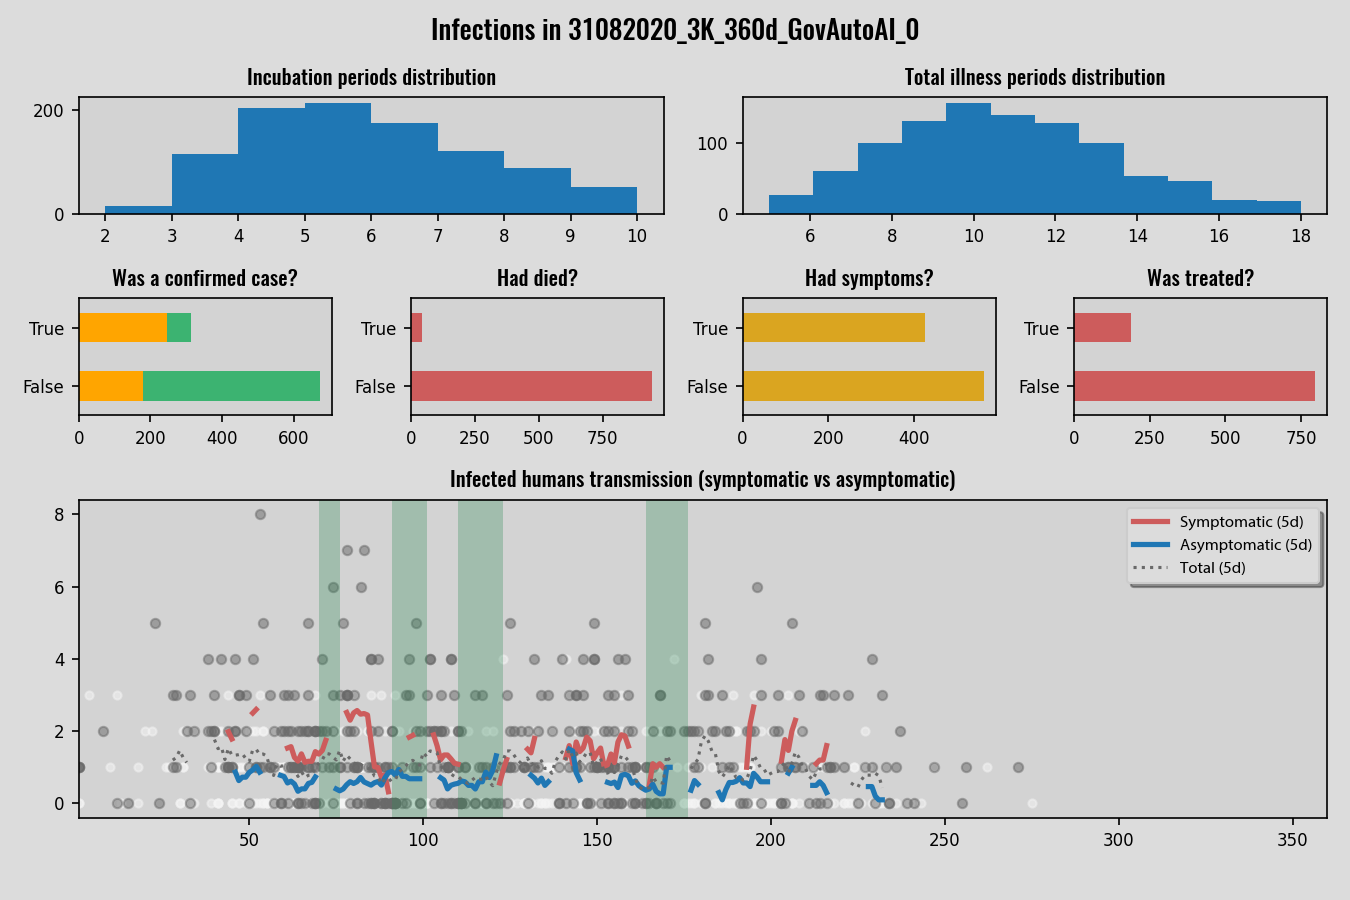 Infections in 31082020_3K_360d_GovAutoAI_0
Incubation periods distribution
Total illness periods distribution
200
0
2 3 4 5 6 7 8 9 10
100
0
6 8 10 12 14 16 18
Was a confirmed case?
Had died?
Had symptoms?
Was treated?
True
False
0 200 400 600
True
False
0 250 500 750
True
False
0 200 400
True
False
0 250 500 750
Infected humans transmission (symptomatic vs asymptomatic)
8
6
4
2
0
Symptomatic (5d)
Asymptomatic (5d)
Total (5d)
50 100 150 200 250 300 350